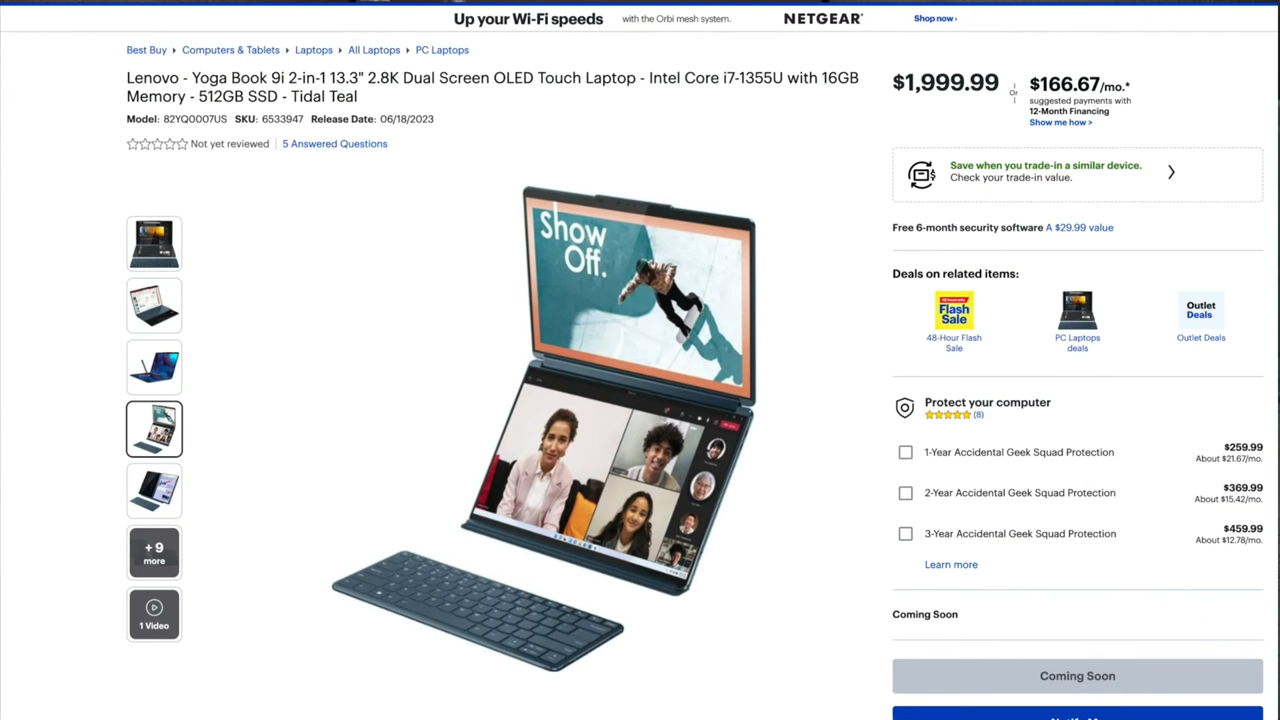 Up your Wi-Fi speeds with the Orbi mesh system. NETGEAR® Shop now ›
Best Buy › Computers & Tablets › Laptops › All Laptops › PC Laptops
Lenovo - Yoga Book 9i 2-in-1 13.3" 2.8K Dual Screen OLED Touch Laptop - Intel Core i7-1355U with 16GB
Memory - 512GB SSD - Tidal Teal
Model: 82YQ0007US SKU: 6533947 Release Date: 06/18/2023
Not yet reviewed 5 Answered Questions
Show
Off.
+ 9
more
1 Video
$1,999.99
Or
$166.67/mo.*
suggested payments with
12-Month Financing
Show me how >
Save when you trade-in a similar device.
Check your trade-in value.
Free 6-month security software A $29.99 value
Deals on related items:
Flash
Sale
48-Hour Flash
Sale
PC Laptops
deals
Outlet
Deals
Outlet Deals
Protect your computer
(8)
1-Year Accidental Geek Squad Protection
$259.99
About $21.67/mo.
2-Year Accidental Geek Squad Protection
$369.99
About $15.42/mo.
3-Year Accidental Geek Squad Protection
$459.99
About $12.78/mo.
Learn more
Coming Soon
Coming Soon